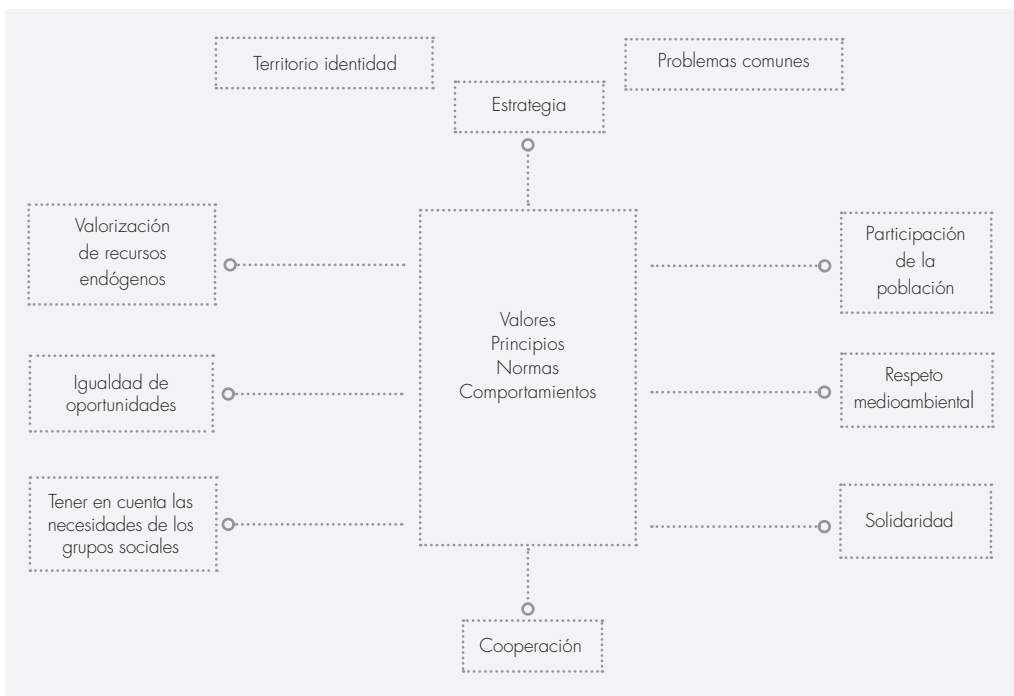 Territorio identidad
Problemas comunes
Estrategia
Valorización
de recursos
endógenos
Participación
de la
población
Valores
Principios
Normas
Comportamientos
Igualdad de
oportunidades
Respeto
medioambiental
Tener en cuenta las
necesidades de los
grupos sociales
Solidaridad
Cooperación